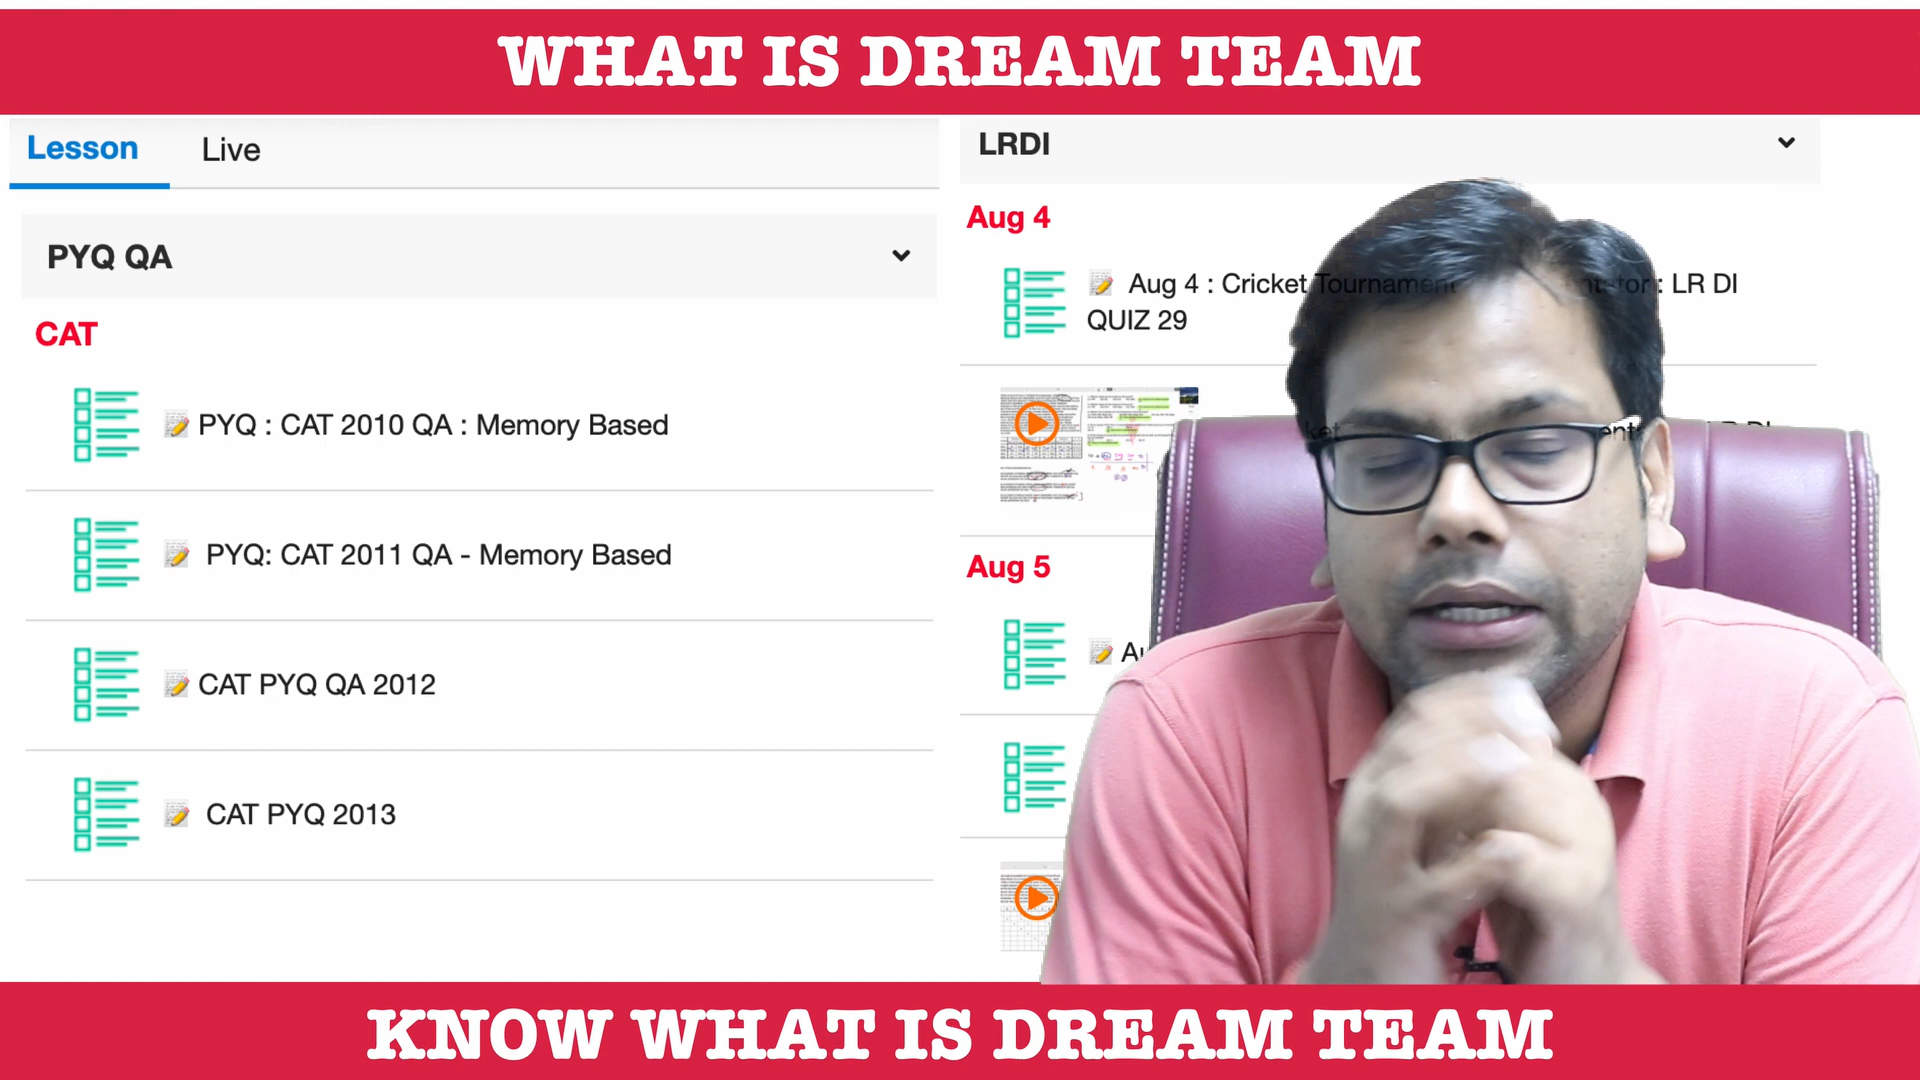 WHAT IS DREAM TEAM
Lesson
Live
PYQ QA
CAT
PYQ : CAT 2010 QA : Memory Based
PYQ: CAT 2011 QA - Memory Based
CAT PYQ QA 2012
CAT PYQ 2013
LRDI
Aug 4
Aug 4 : Cricket Tournament : LR DI
QUIZ 29
Aug 5
KNOW WHAT IS DREAM TEAM